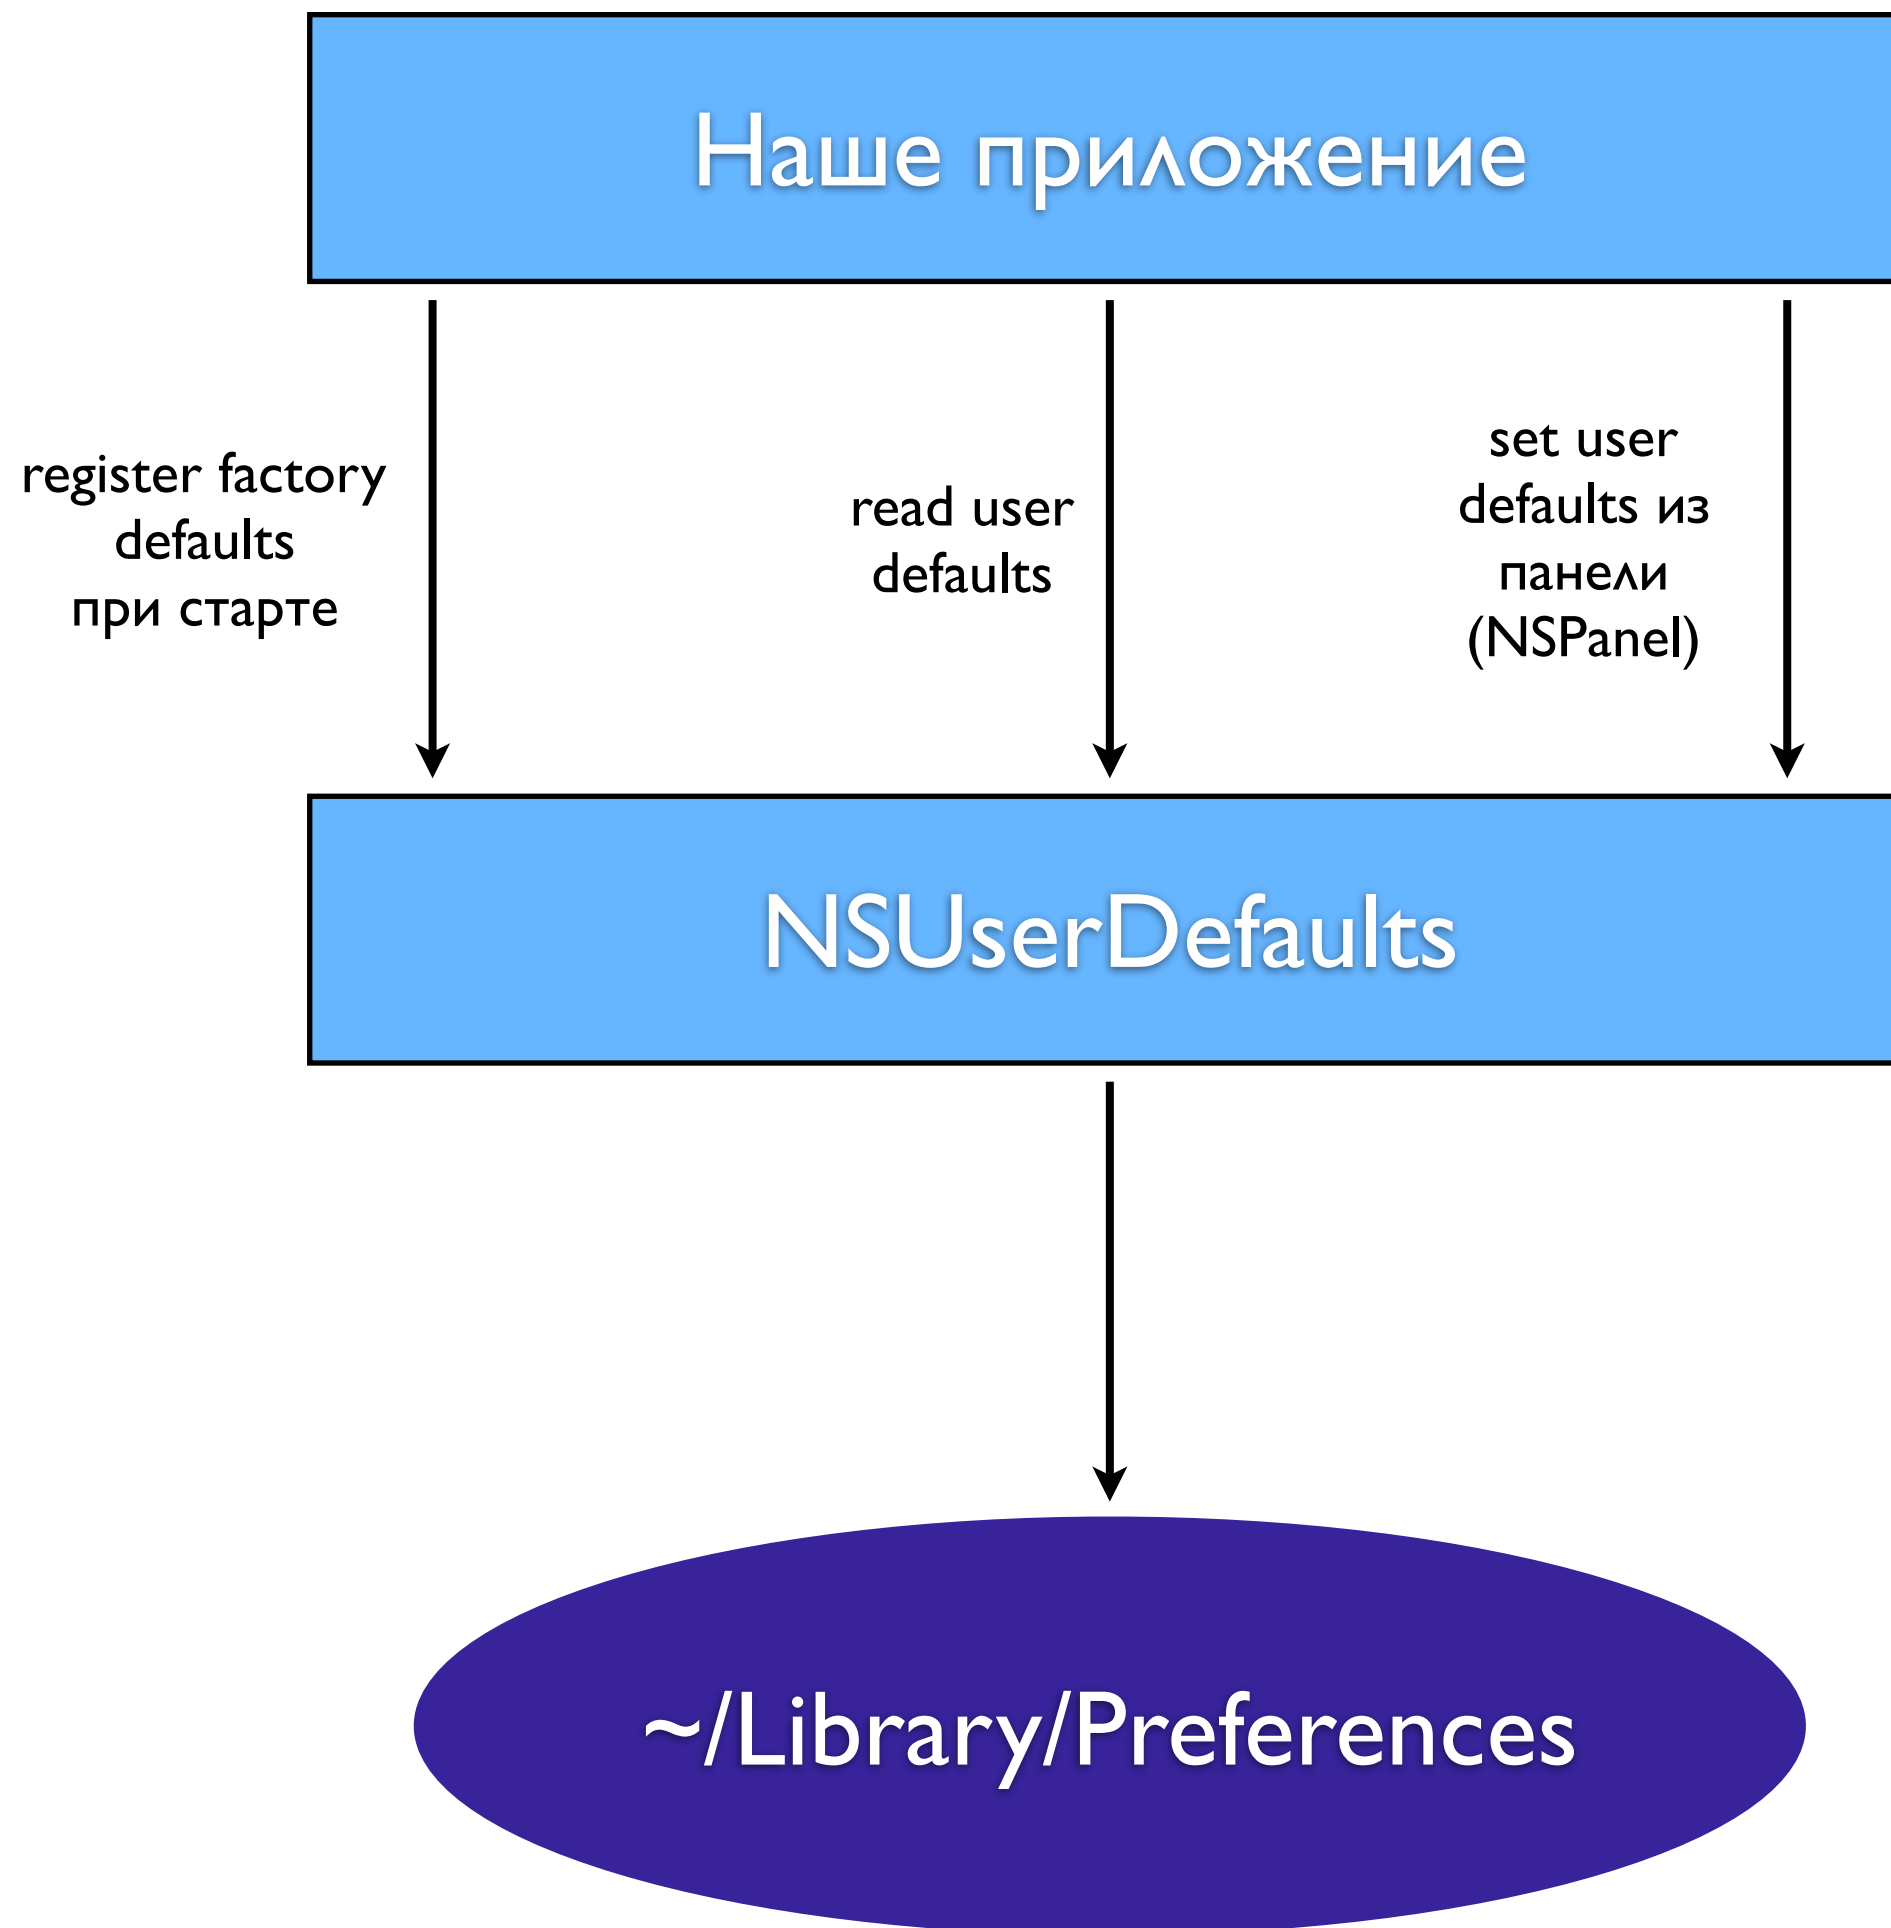 Наше приложение
register factory
defaults
при старте
read user
defaults
set user
defaults из
панели
(NSPanel)
NSUserDefaults
~/Library/Preferences